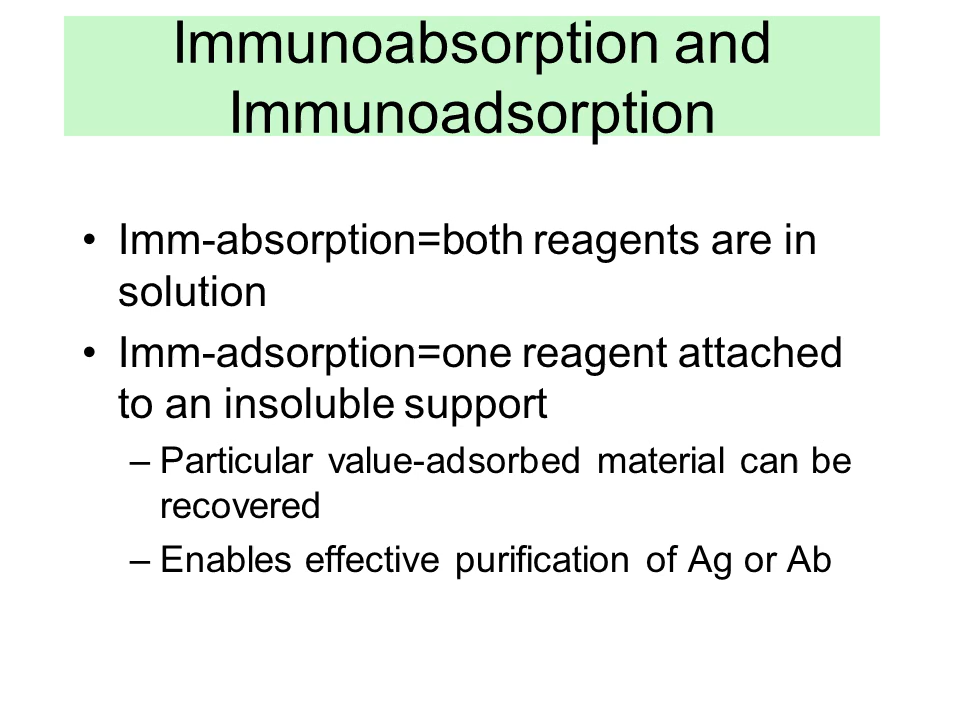 Immunoabsorption and
Immunoadsorption
• Imm-absorption=both reagents are in
solution
• Imm-adsorption=one reagent attached
to an insoluble support
– Particular value-adsorbed material can be
recovered
– Enables effective purification of Ag or Ab